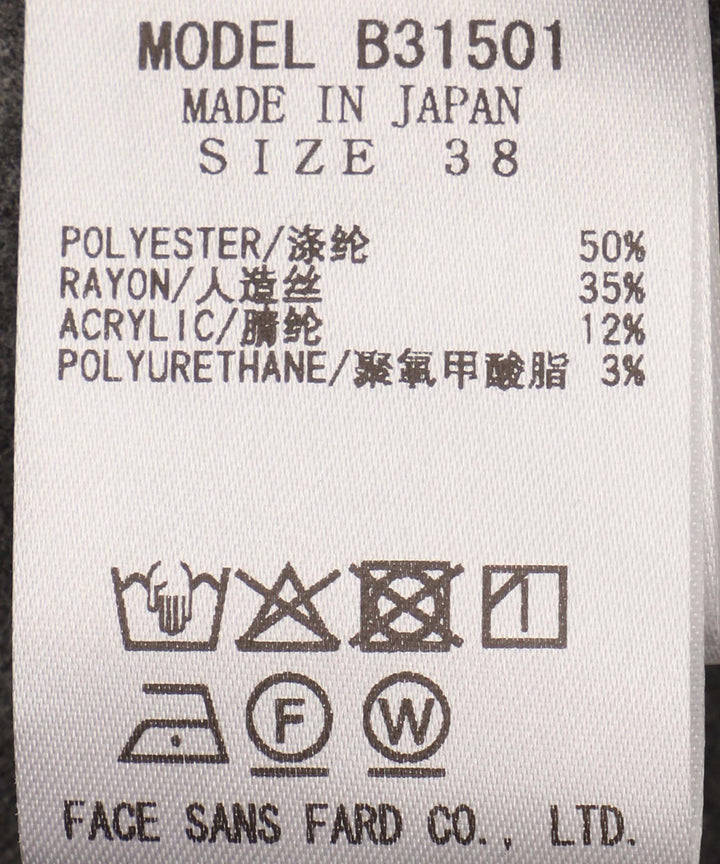 MODEL B31501
MADE IN JAPAN
SIZE 38
POLYESTER/涤纶 50%
RAYON/人造丝 35%
ACRYLIC/腈纶 12%
POLYURETHANE/聚氨甲酸脂 3%
F W
FACE SANS FARD CO., LTD.